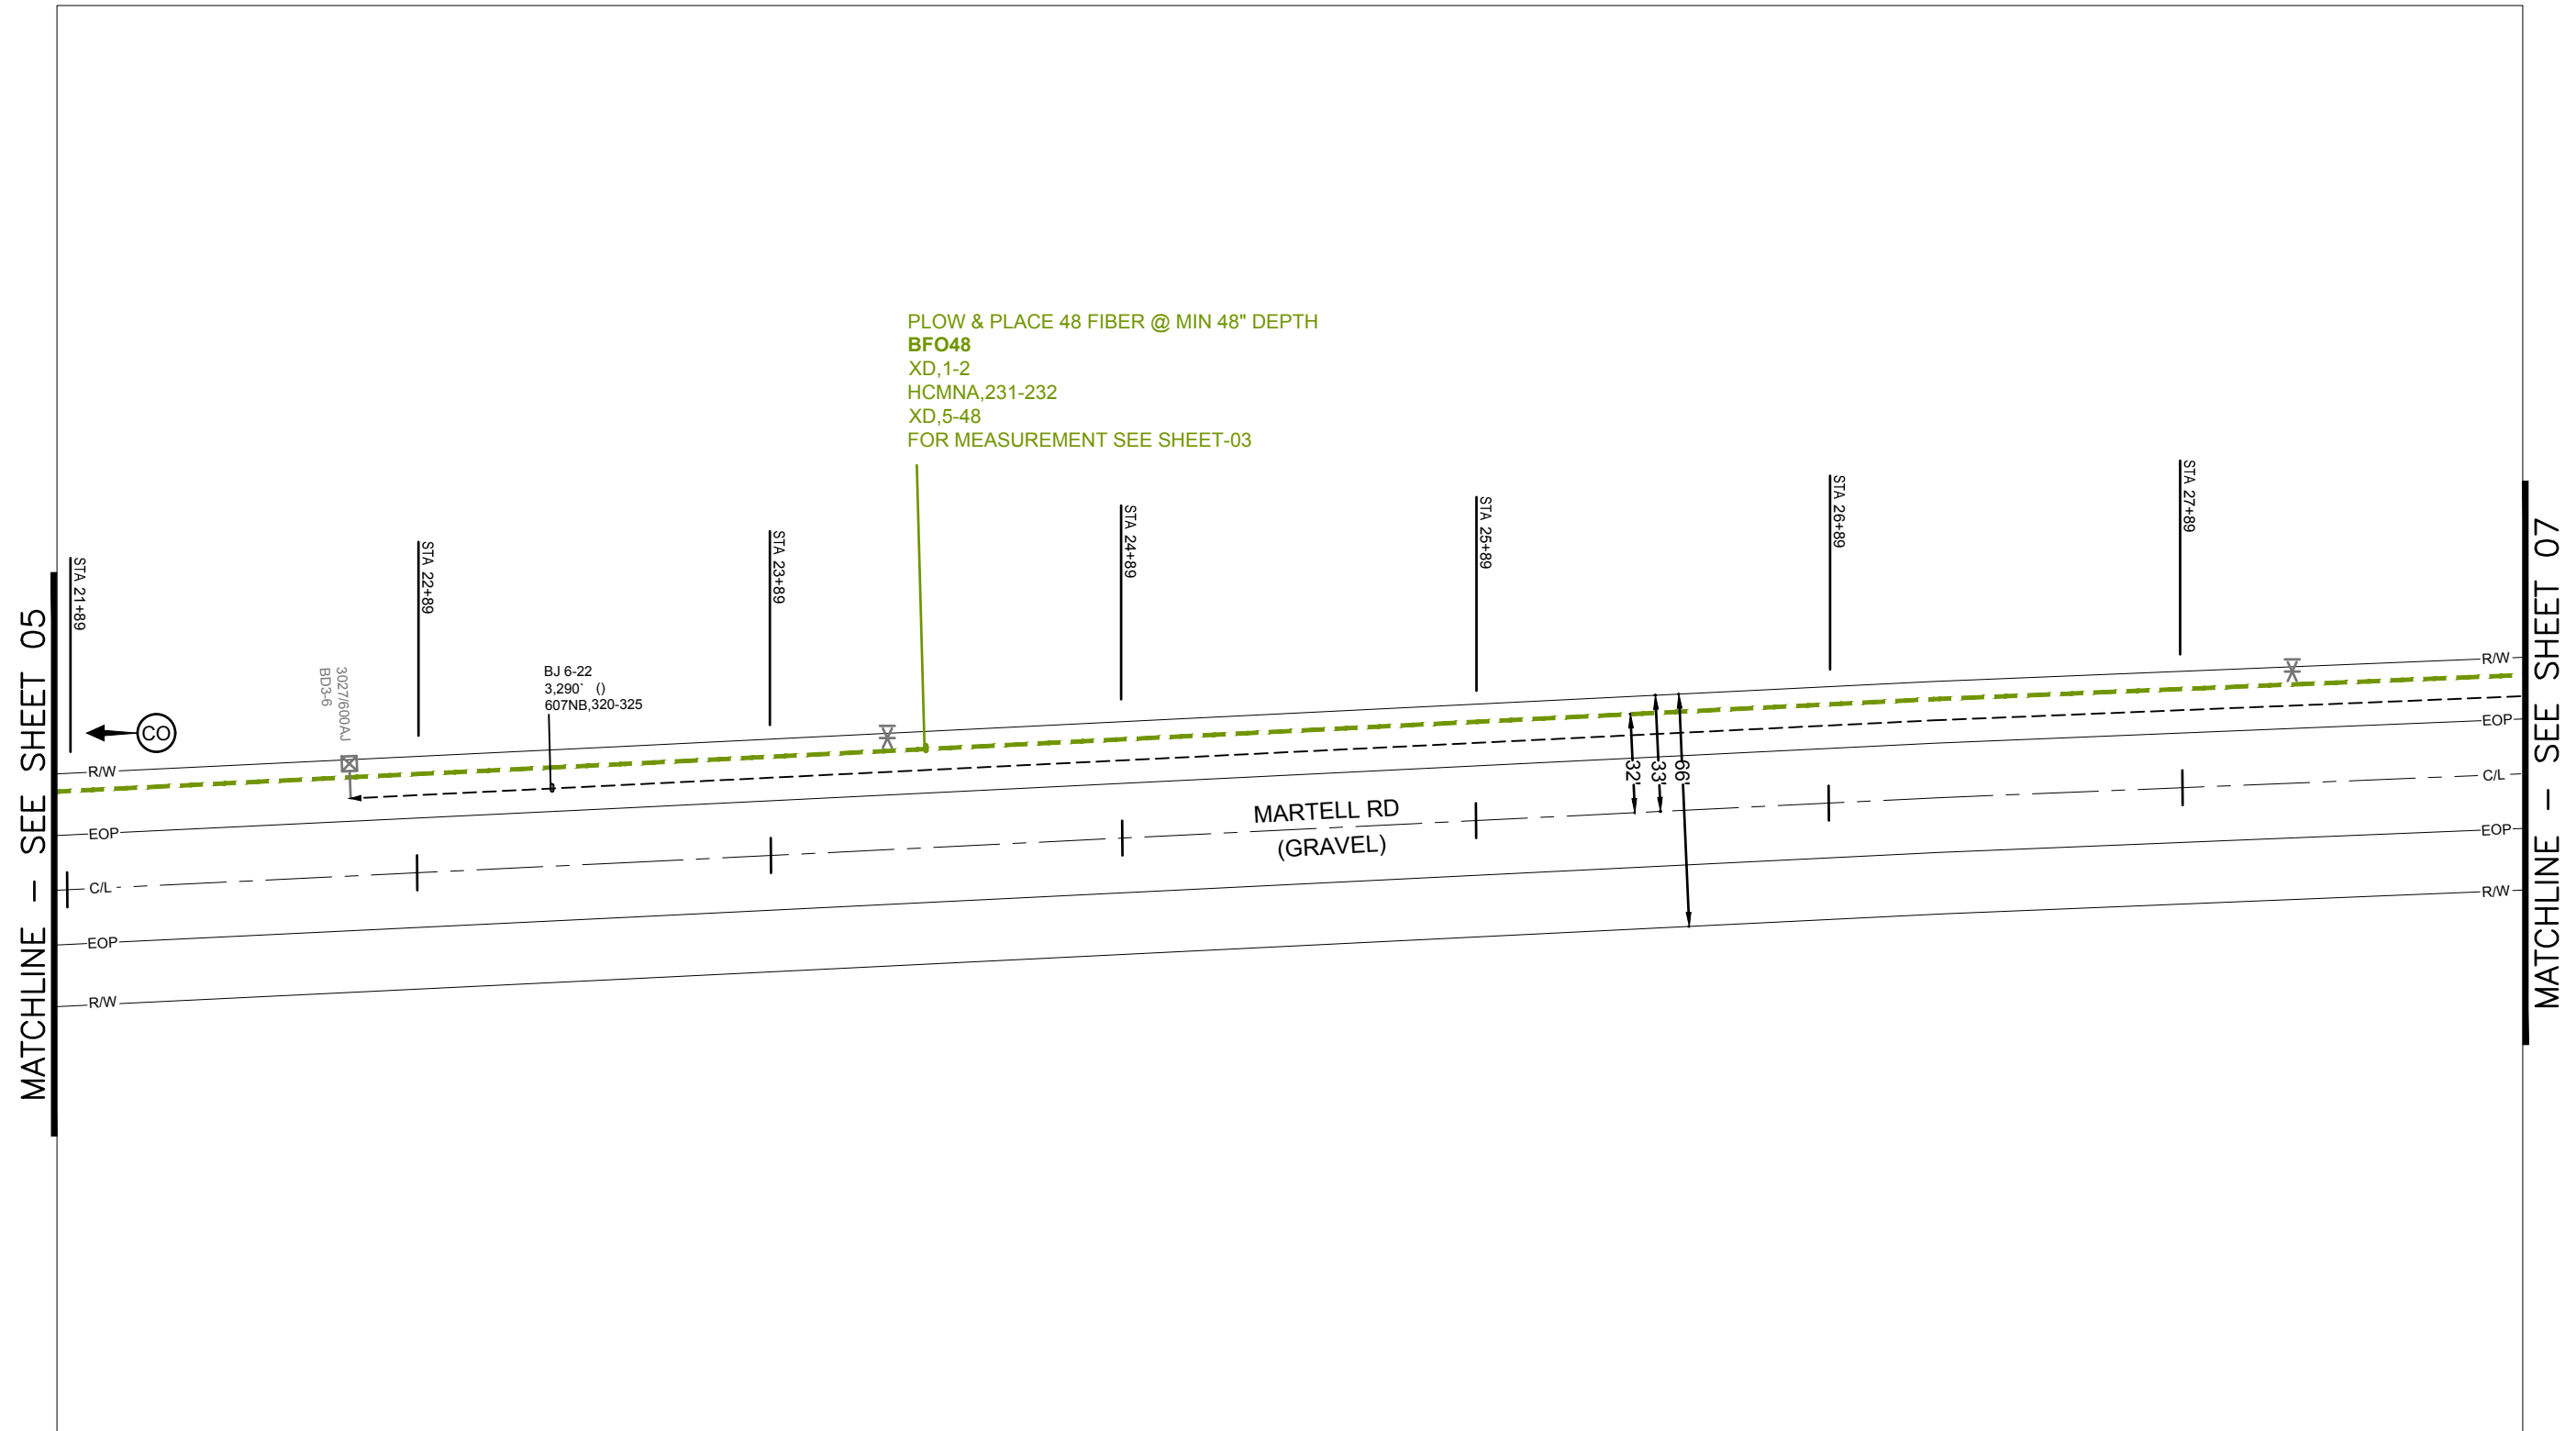 PLOW & PLACE 48 FIBER @ MIN 48" DEPTH
BFO48
XD,1-2
HCMNA,231-232
XD,5-48
FOR MEASUREMENT SEE SHEET-03
STA 21+89
STA 22+89
STA 23+89
STA 24+89
STA 25+89
STA 26+89
STA 27+89
MATCHLINE - SEE SHEET 05
MATCHLINE - SEE SHEET 07
3027/600AJ
BD3-6
BJ 6-22
3,290` ()
607NB,320-325
CO
R/W
EOP
C/L
EOP
R/W
MARTELL RD
(GRAVEL)
32'
33'
66'
R/W
EOP
C/L
EOP
R/W